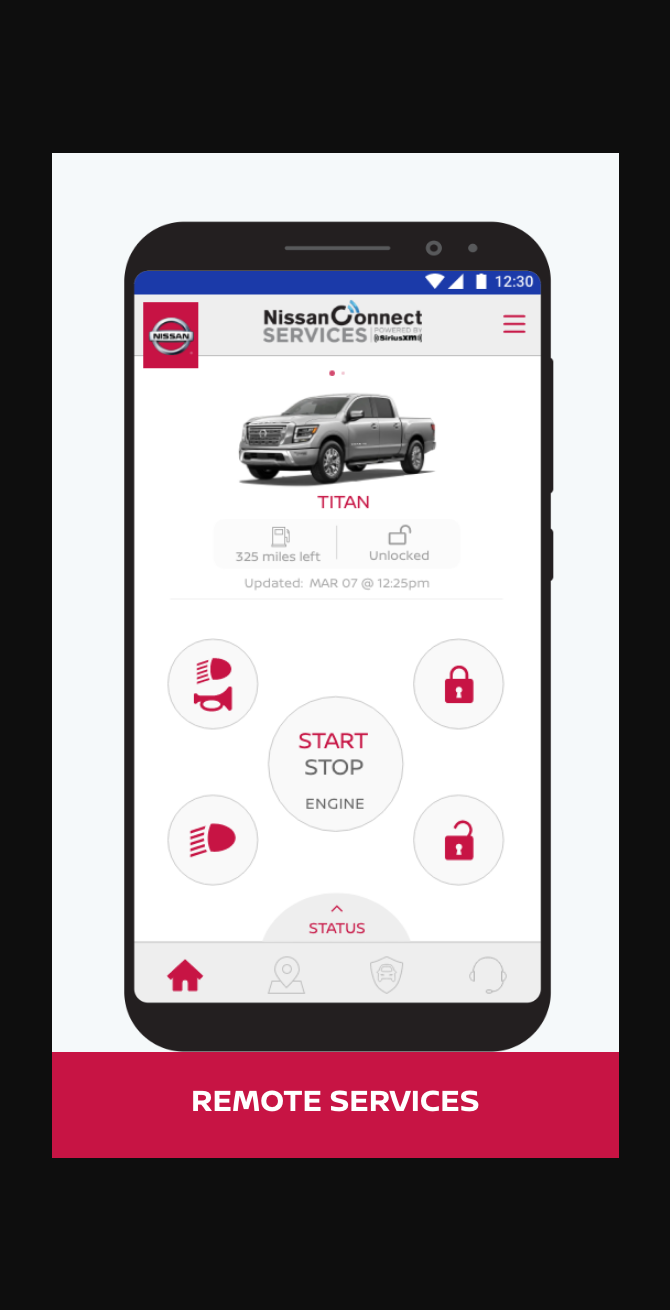 12:30
NISSAN
NissanConnect
SERVICES POWERED BY
((SiriusXM))
TITAN
325 miles left
Unlocked
Updated: MAR 07 @ 12:25pm
START
STOP
ENGINE
STATUS
REMOTE SERVICES